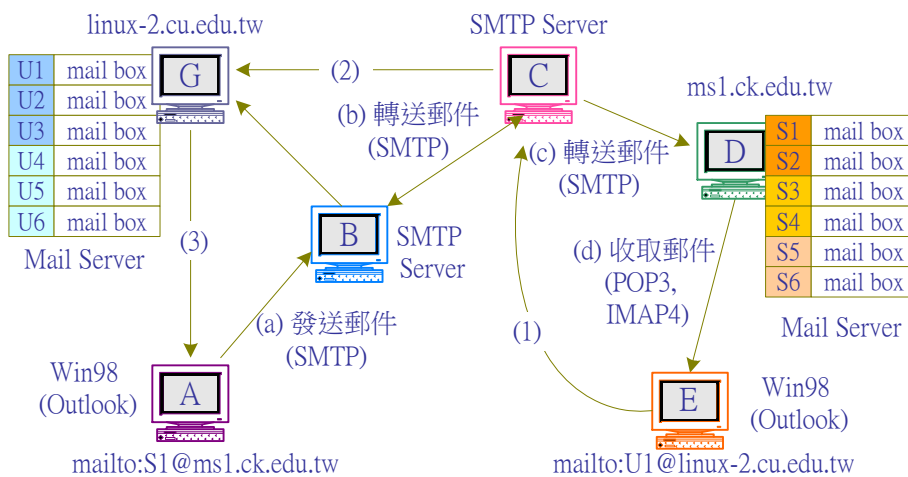 linux-2.cu.edu.tw
SMTP Server
U1 mail box
U2 mail box
U3 mail box
U4 mail box
U5 mail box
U6 mail box
Mail Server
G
(2)
C
(b) 轉送郵件
(SMTP)
ms1.ck.edu.tw
D
S1 mail box
S2 mail box
S3 mail box
S4 mail box
S5 mail box
S6 mail box
Mail Server
(c) 轉送郵件
(SMTP)
B
SMTP
Server
(3)
(d) 收取郵件
(POP3,
IMAP4)
(a) 發送郵件
(SMTP)
(1)
Win98
(Outlook)
A
mailto:S1@ms1.ck.edu.tw
E
Win98
(Outlook)
mailto:U1@linux-2.cu.edu.tw